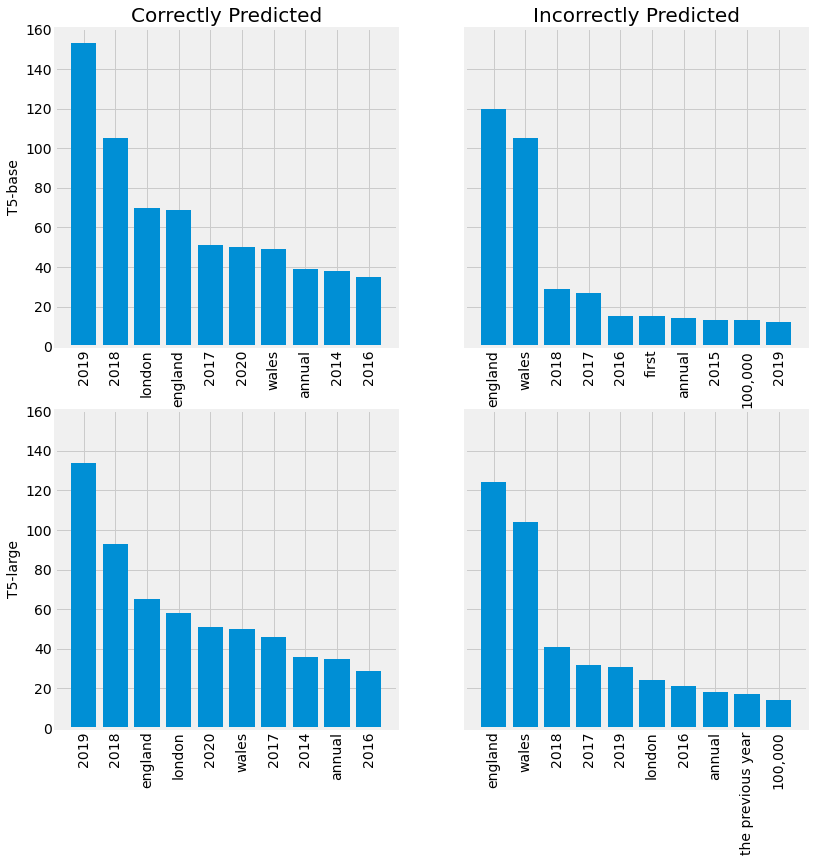 Correctly Predicted
Incorrectly Predicted
T5-base
160
140
120
100
80
60
40
20
0
2019
2018
london
england
2017
2020
wales
annual
2014
2016
england
wales
2018
2017
2016
first
annual
2015
100,000
2019
T5-large
160
140
120
100
80
60
40
20
0
2019
2018
england
london
2020
wales
2017
2014
annual
2016
england
wales
2018
2017
2019
london
2016
annual
the previous year
100,000